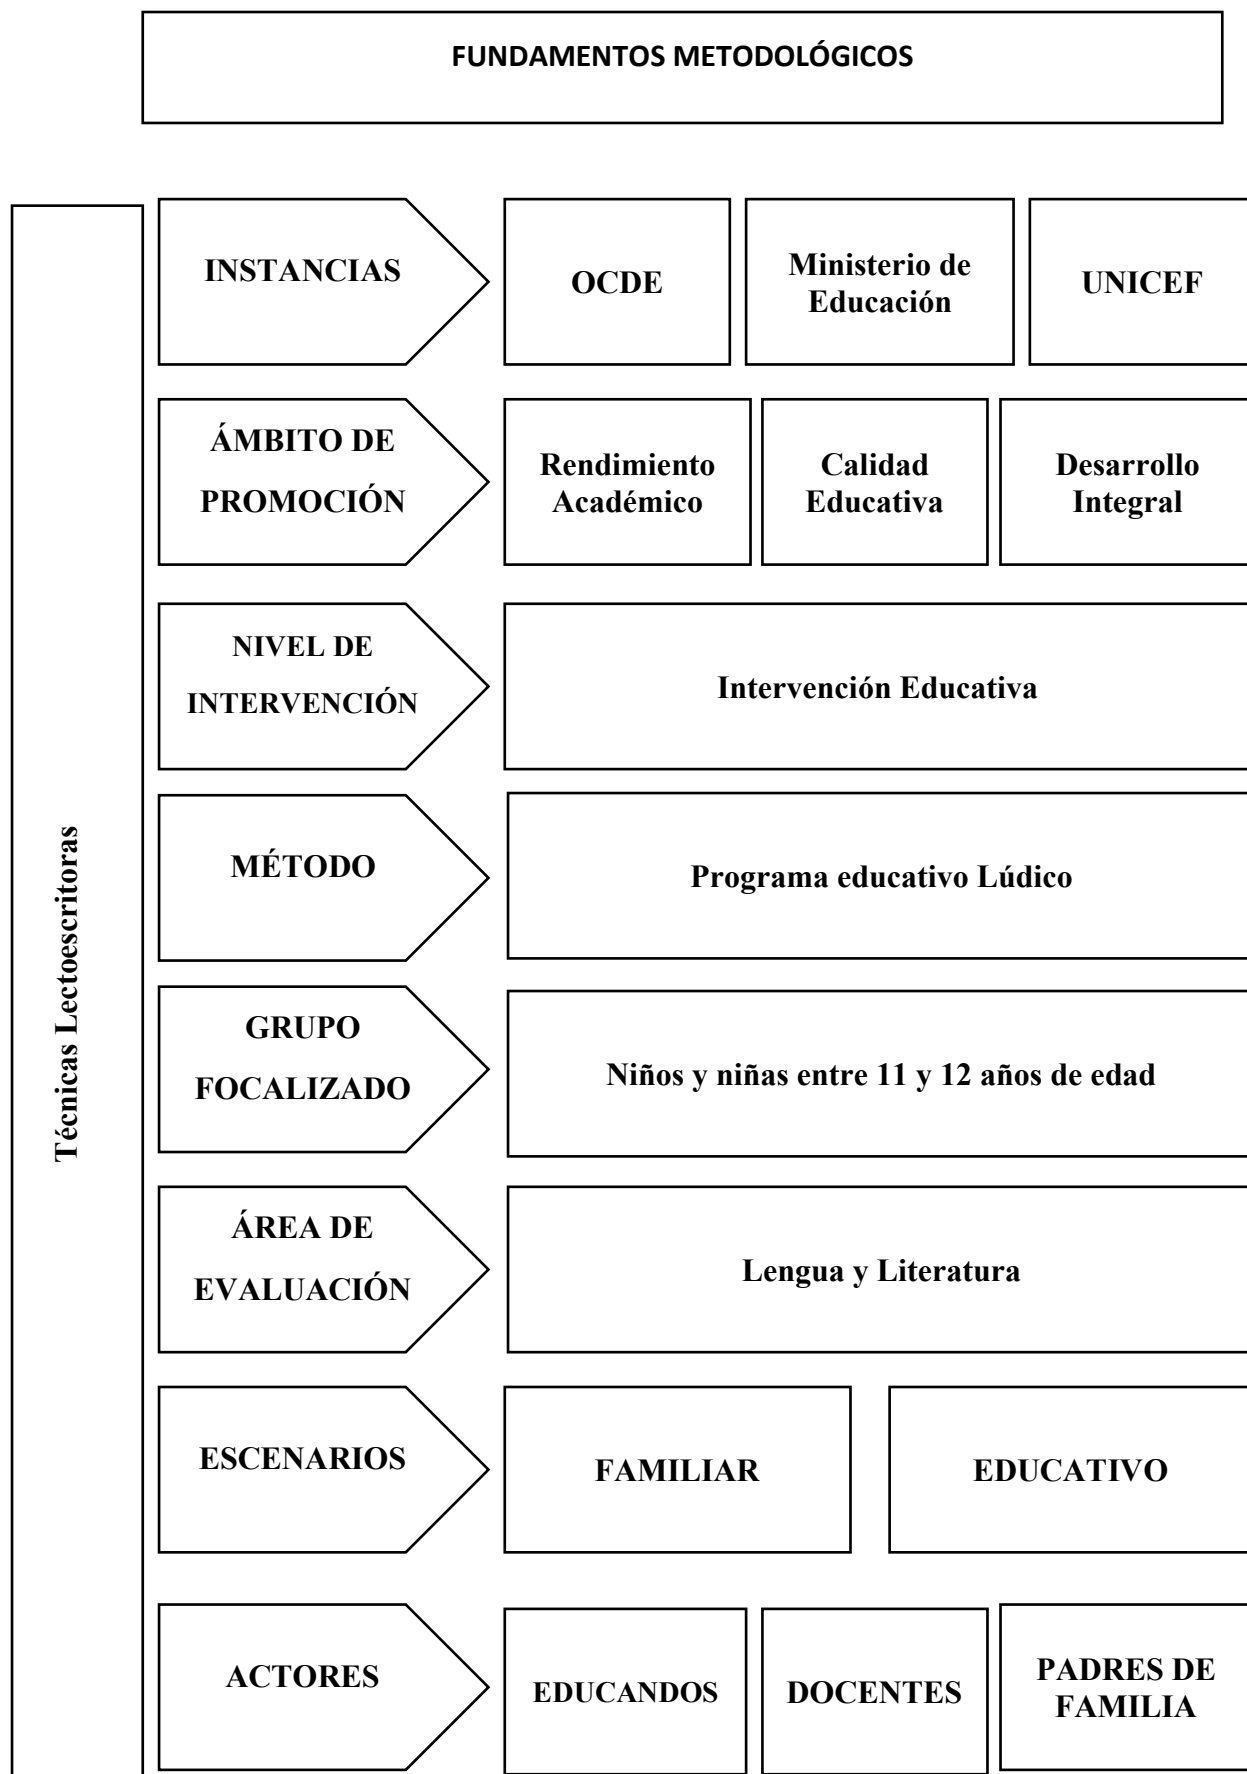 FUNDAMENTOS METODOLÓGICOS
Técnicas Lectoescritoras
INSTANCIAS
OCDE
Ministerio de
Educación
UNICEF
ÁMBITO DE
PROMOCIÓN
Rendimiento
Académico
Calidad
Educativa
Desarrollo
Integral
NIVEL DE
INTERVENCIÓN
Intervención Educativa
MÉTODO
Programa educativo Lúdico
GRUPO
FOCALIZADO
Niños y niñas entre 11 y 12 años de edad
ÁREA DE
EVALUACIÓN
Lengua y Literatura
ESCENARIOS
FAMILIAR
EDUCATIVO
ACTORES
EDUCANDOS
DOCENTES
PADRES DE
FAMILIA